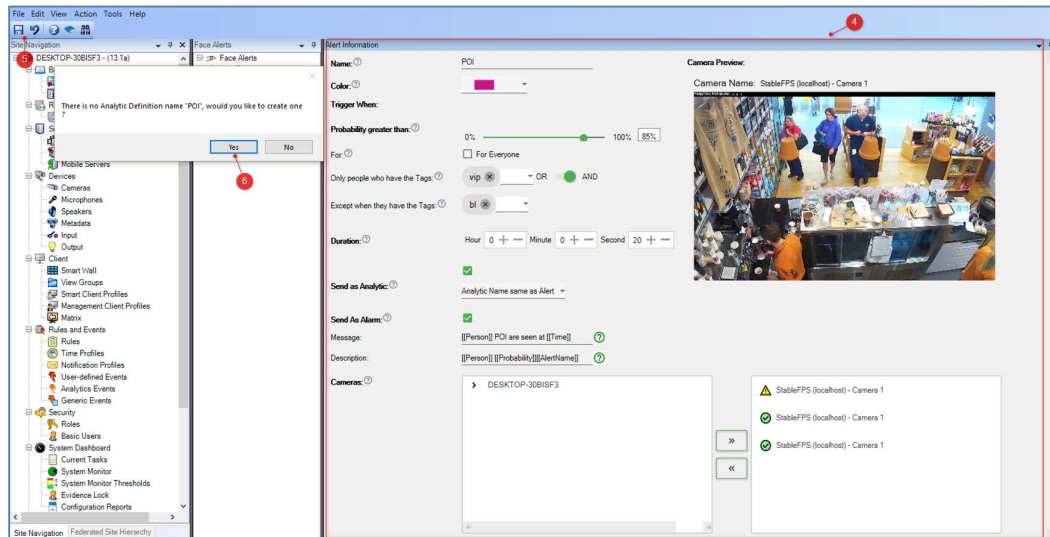 File Edit View Action Tools Help
Site Navigation
Face Alerts
Alert Information
4
5
DESKTOP-30BISF3 - (13.1a)
Face Alerts
There is no Analytic Definition name "POI", would you like to create one
?
Yes
No
6
Mobile Servers
Devices
Cameras
Microphones
Speakers
Metadata
Input
Output
Client
Smart Wall
View Groups
Smart Client Profiles
Management Client Profiles
Matrix
Rules and Events
Rules
Time Profiles
Notification Profiles
User-defined Events
Analytics Events
Generic Events
Security
Roles
Basic Users
System Dashboard
Current Tasks
System Monitor
System Monitor Thresholds
Evidence Lock
Configuration Reports
Site Navigation Federated Site Hierarchy
Name: POI
Color:
Trigger When:
Probability greater than: 0% 100% 85%
For: For Everyone
Only people who have the Tags: vip OR AND
Except when they have the Tags: bl
Duration: Hour 0 + − Minute 0 + − Second 20 + −
Send as Analytic:
Analytic Name same as Alert
Send As Alarm:
Message: [[Person]] POI are seen at [[Time]]
Description: [[Person]] [[Probability]][[AlertName]]
Cameras:
DESKTOP-30BISF3
»
«
StableFPS (localhost) - Camera 1
StableFPS (localhost) - Camera 1
StableFPS (localhost) - Camera 1
Camera Preview:
Camera Name: StableFPS (localhost) - Camera 1